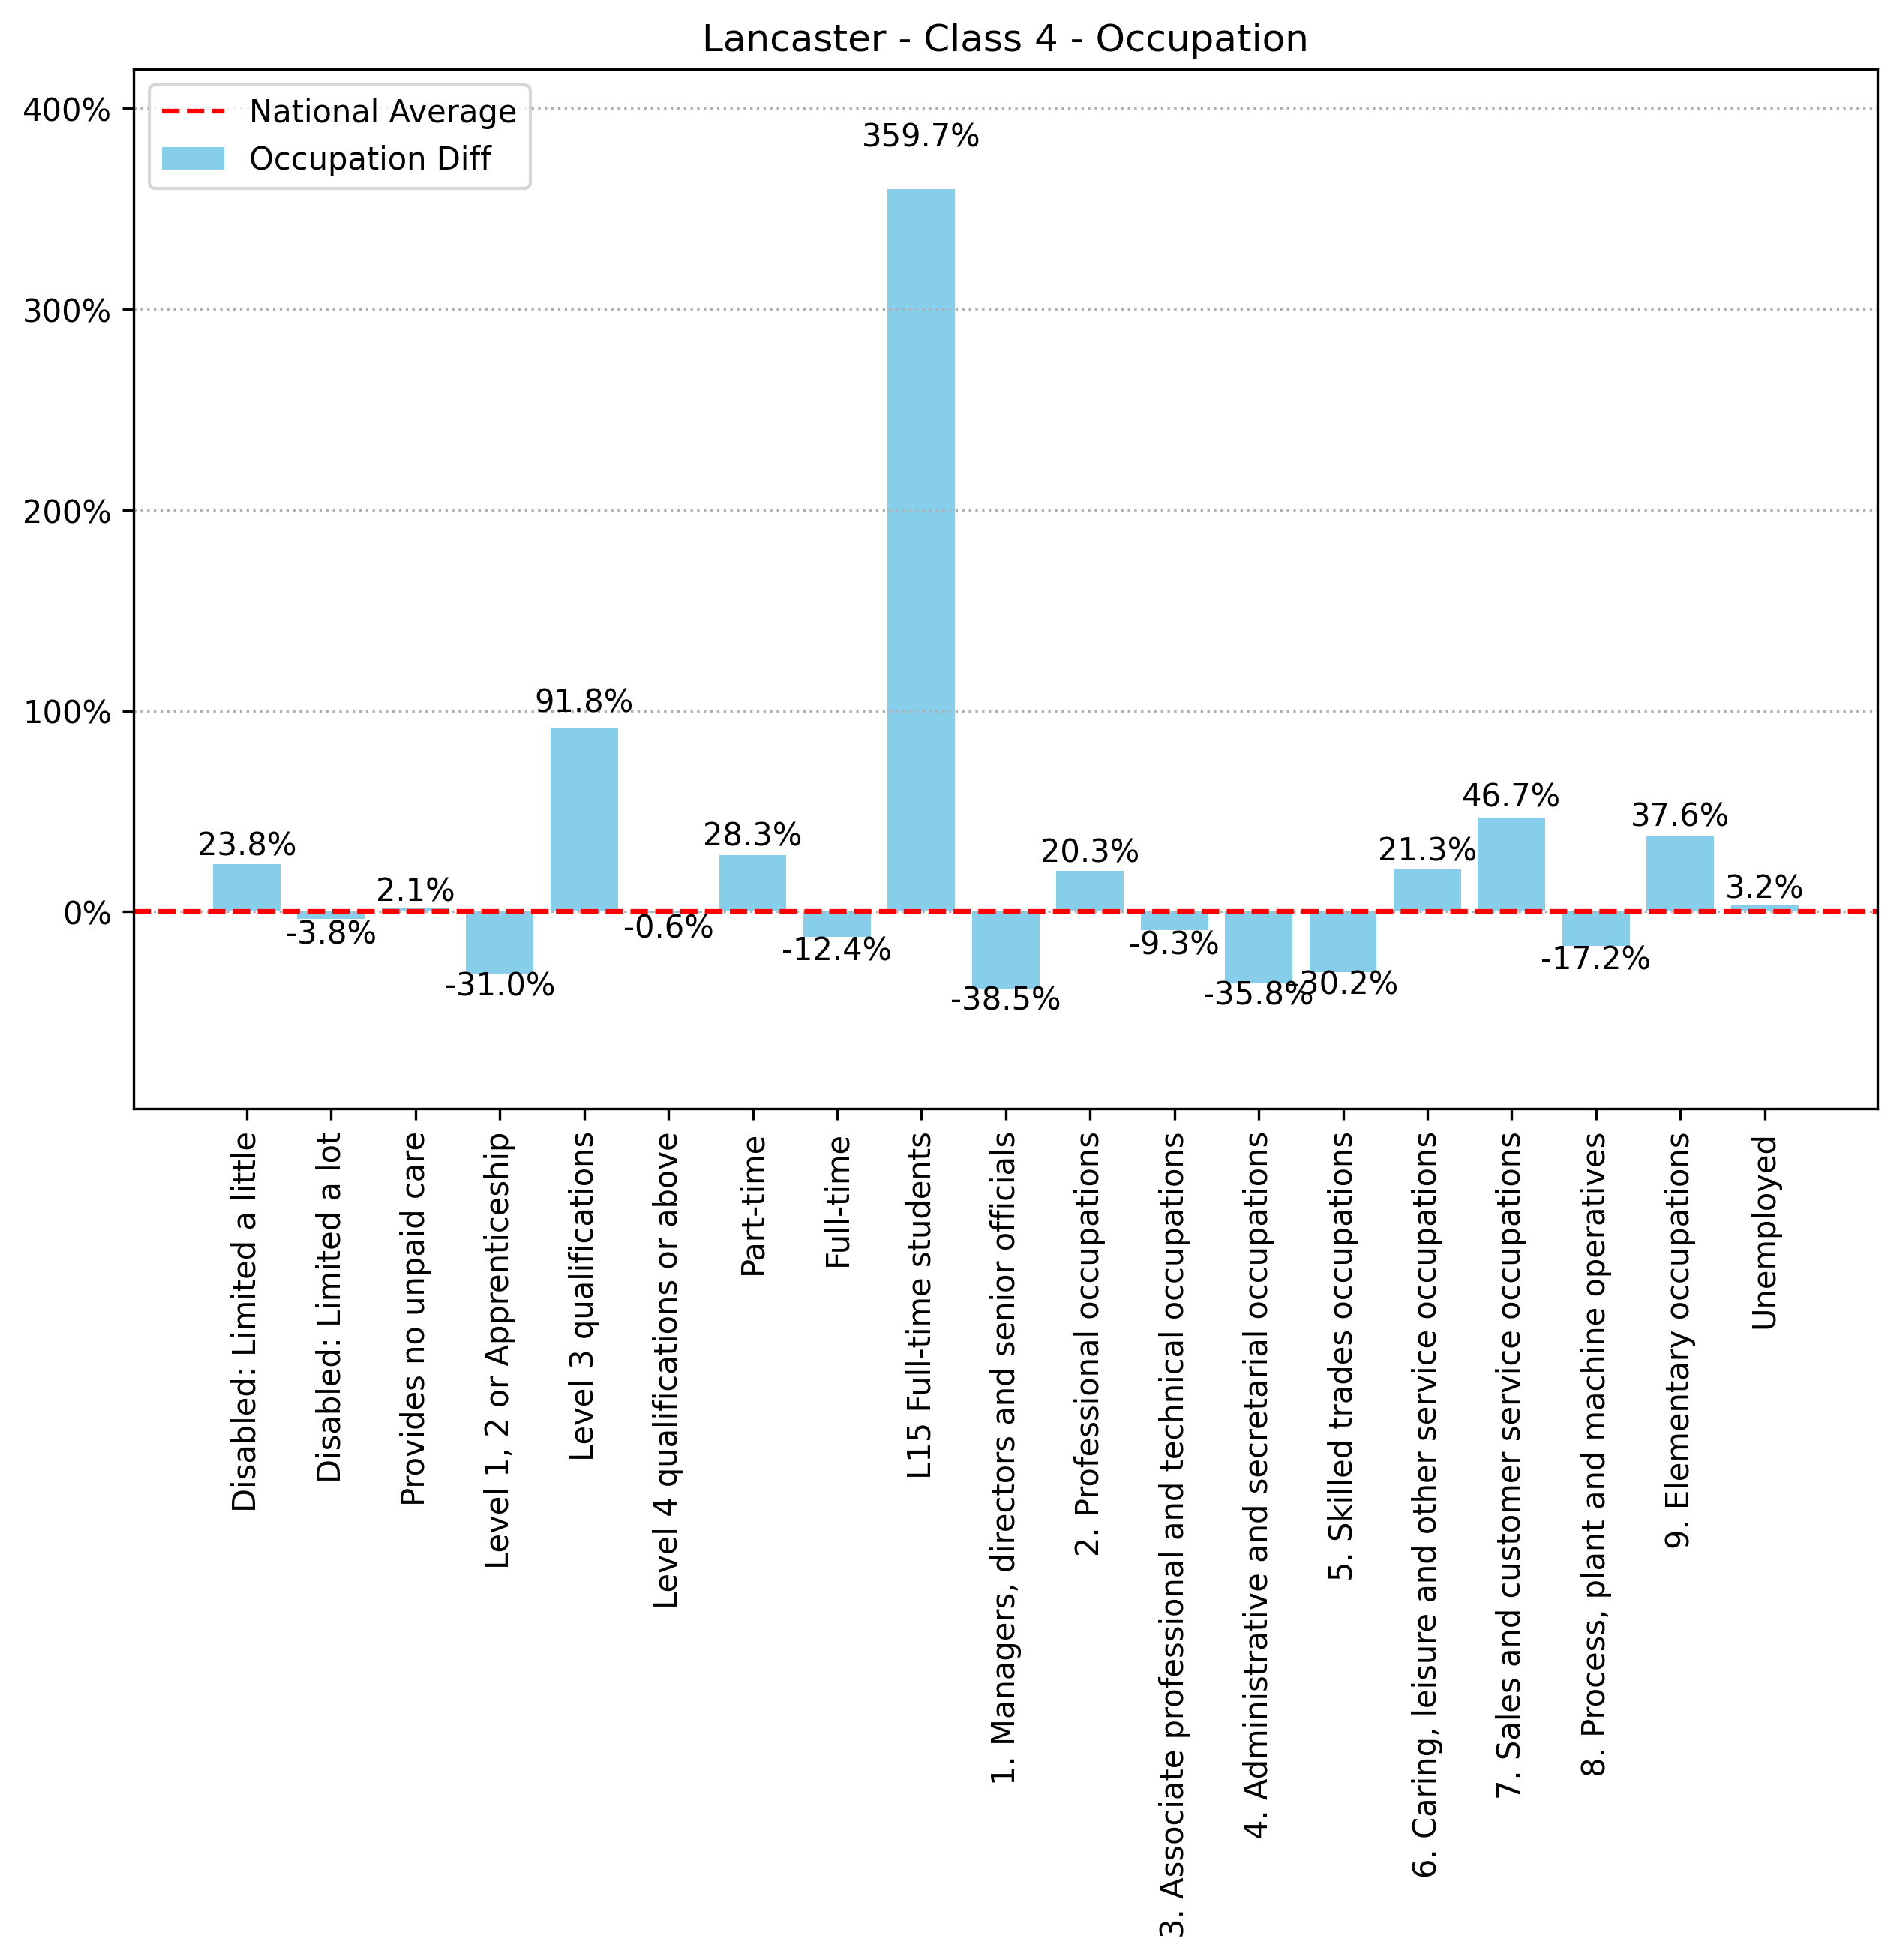 Lancaster - Class 4 - Occupation
National Average
Occupation Diff
400%
300%
200%
100%
0%
23.8%
-3.8%
2.1%
-31.0%
91.8%
-0.6%
28.3%
-12.4%
359.7%
-38.5%
20.3%
-9.3%
-35.8%
-30.2%
21.3%
46.7%
-17.2%
37.6%
3.2%
Disabled: Limited a little
Disabled: Limited a lot
Provides no unpaid care
Level 1, 2 or Apprenticeship
Level 3 qualifications
Level 4 qualifications or above
Part-time
Full-time
L15 Full-time students
1. Managers, directors and senior officials
2. Professional occupations
3. Associate professional and technical occupations
4. Administrative and secretarial occupations
5. Skilled trades occupations
6. Caring, leisure and other service occupations
7. Sales and customer service occupations
8. Process, plant and machine operatives
9. Elementary occupations
Unemployed